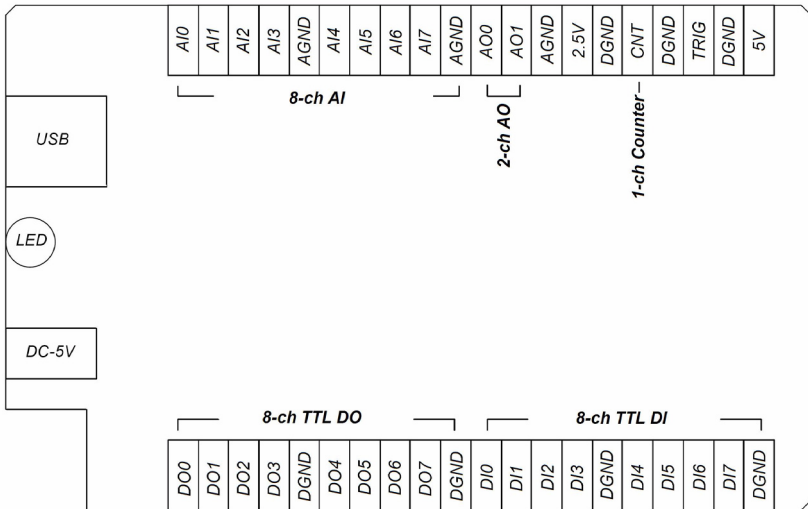 AI0 AI1 AI2 AI3 AGND AI4 AI5 AI6 AI7 AGND AO0 AO1 AGND 2.5V DGND CNT DGND TRIG DGND 5V
8-ch AI
2-ch AO
1-ch Counter
USB
LED
DC-5V
8-ch TTL DO
8-ch TTL DI
DO0 DO1 DO2 DO3 DGND DO4 DO5 DO6 DO7 DGND DI0 DI1 DI2 DI3 DGND DI4 DI5 DI6 DI7 DGND